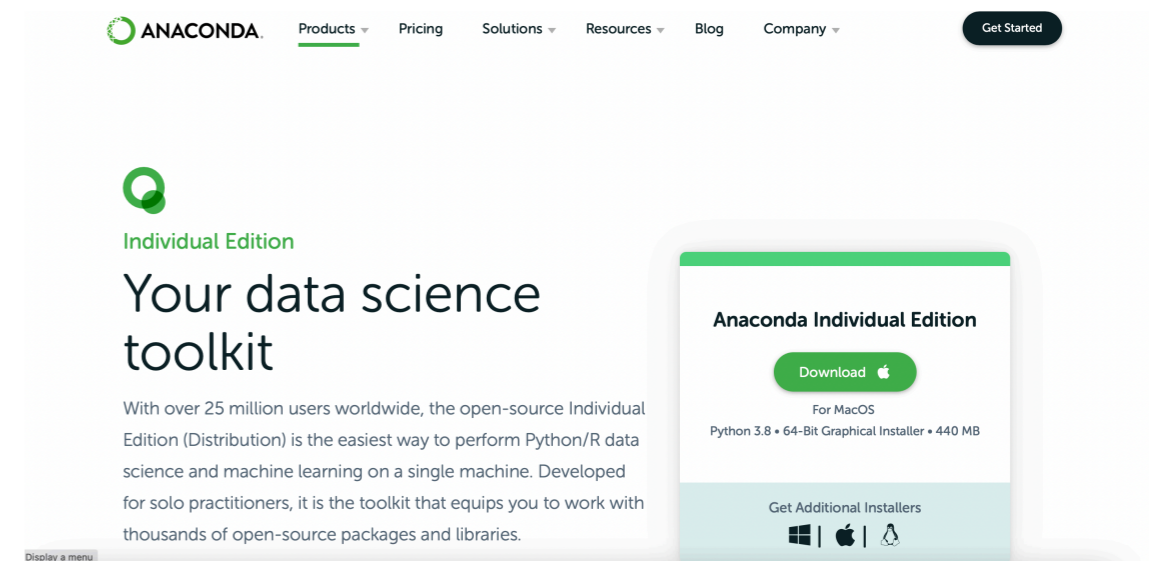 ANACONDA.
Products
Pricing
Solutions
Resources
Blog
Company
Get Started
Individual Edition
Your data science
toolkit
With over 25 million users worldwide, the open-source Individual
Edition (Distribution) is the easiest way to perform Python/R data
science and machine learning on a single machine. Developed
for solo practitioners, it is the toolkit that equips you to work with
thousands of open-source packages and libraries.
Anaconda Individual Edition
Download
For MacOS
Python 3.8 • 64-Bit Graphical Installer • 440 MB
Get Additional Installers
Display a menu